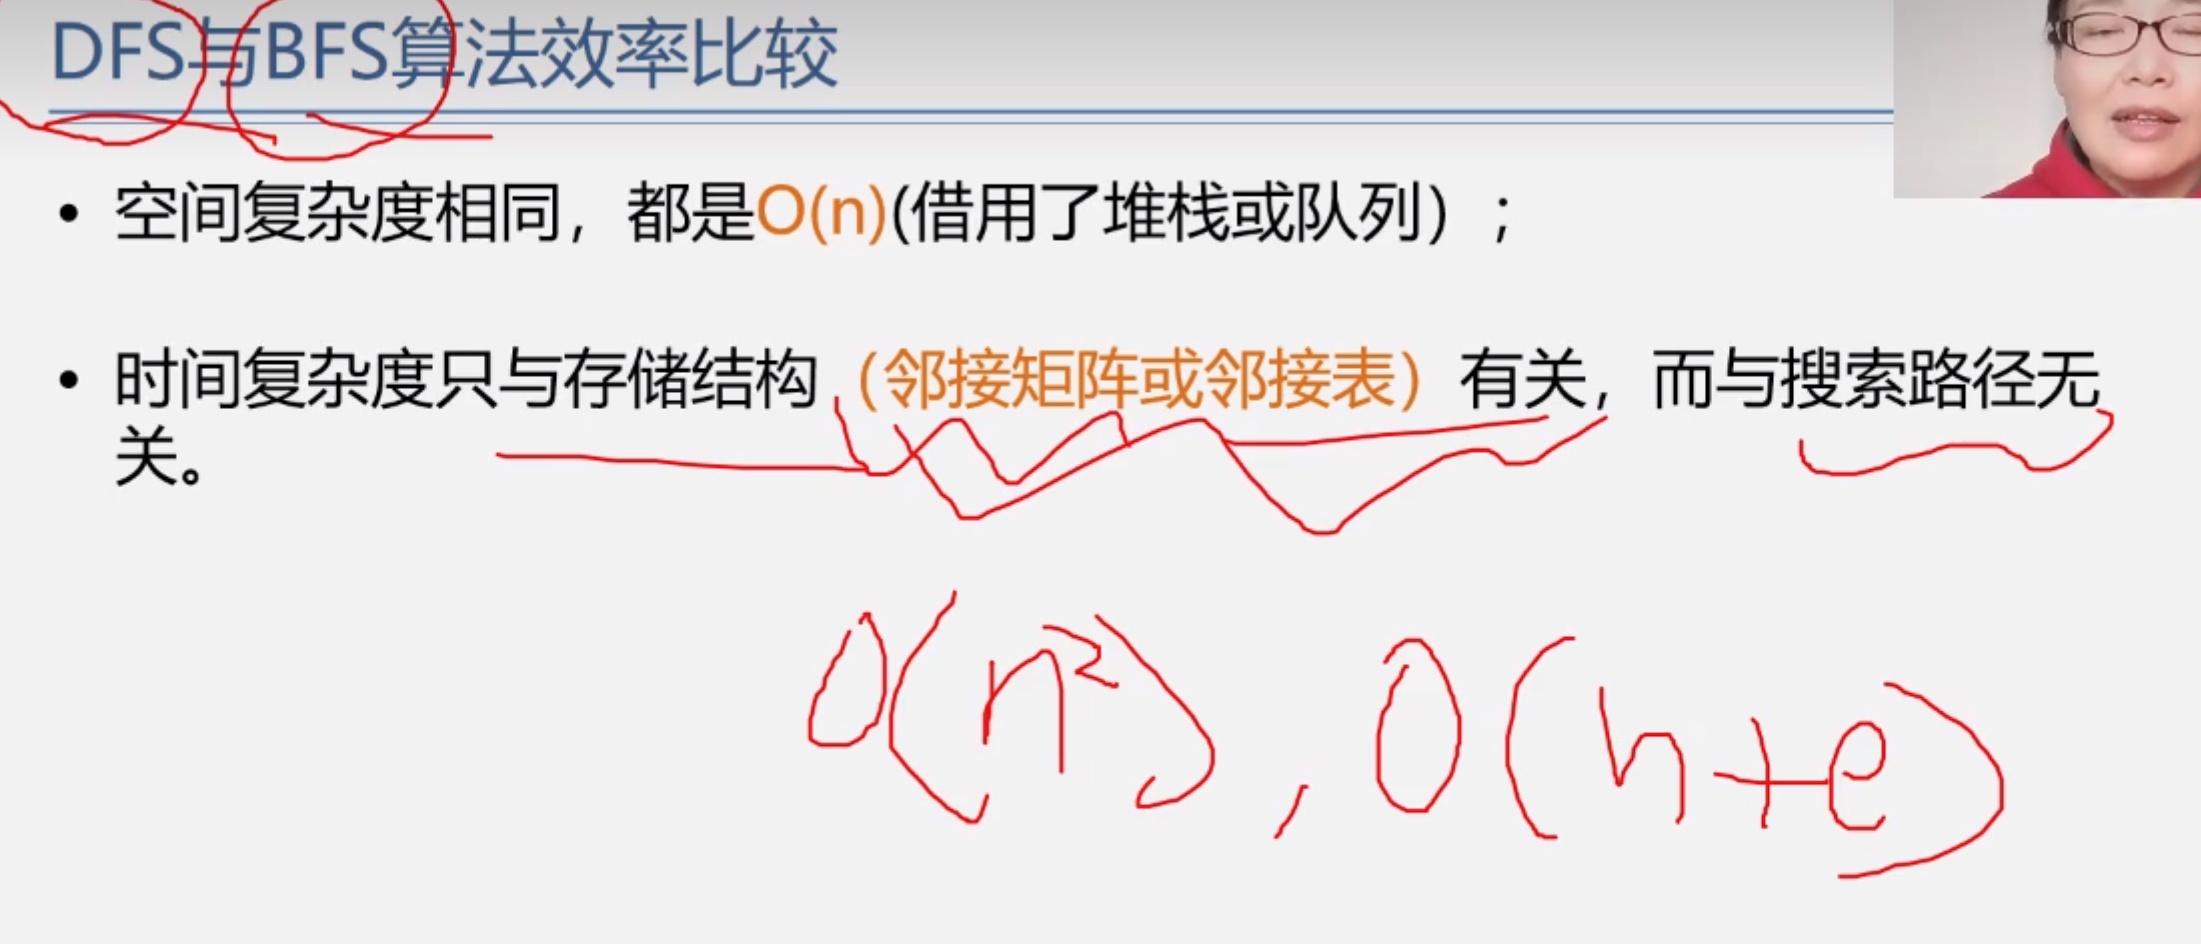 DFS与BFS算法效率比较
• 空间复杂度相同，都是O(n)(借用了堆栈或队列）；
• 时间复杂度只与存储结构（邻接矩阵或邻接表）有关，而与搜索路径无
关。
O(n²), O(n+e)